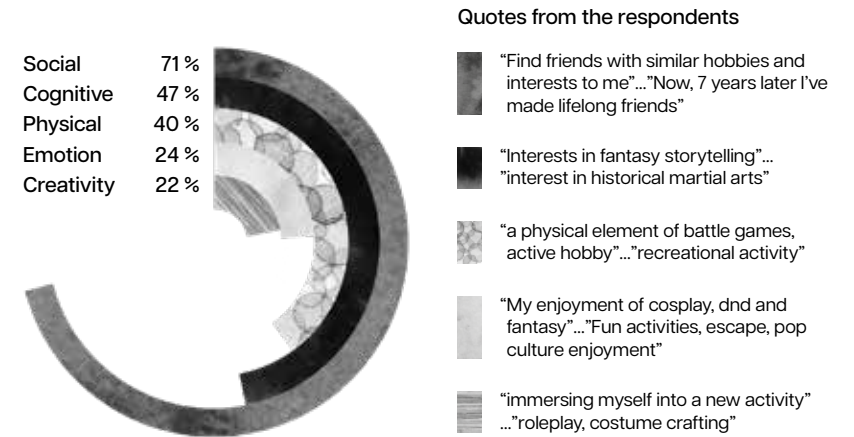 Quotes from the respondents
Social 71 %
Cognitive 47 %
Physical 40 %
Emotion 24 %
Creativity 22 %
“Find friends with similar hobbies and
interests to me”...”Now, 7 years later I’ve
made lifelong friends”
“Interests in fantasy storytelling”...
”interest in historical martial arts”
“a physical element of battle games,
active hobby”...”recreational activity”
“My enjoyment of cosplay, dnd and
fantasy”...”Fun activities, escape, pop
culture enjoyment”
“immersing myself into a new activity”
...”roleplay, costume crafting”